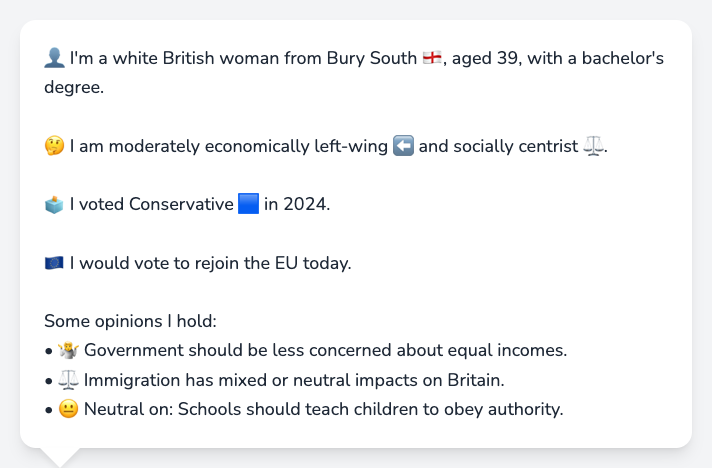 👤 I'm a white British woman from Bury South 🏴󠁧󠁢󠁥󠁮󠁧󠁿, aged 39, with a bachelor's
degree.
🤔 I am moderately economically left-wing ⬅️ and socially centrist ⚖️.
🗳️ I voted Conservative 🟦 in 2024.
🇪🇺 I would vote to rejoin the EU today.
Some opinions I hold:
• 🤷 Government should be less concerned about equal incomes.
• ⚖️ Immigration has mixed or neutral impacts on Britain.
• 😐 Neutral on: Schools should teach children to obey authority.